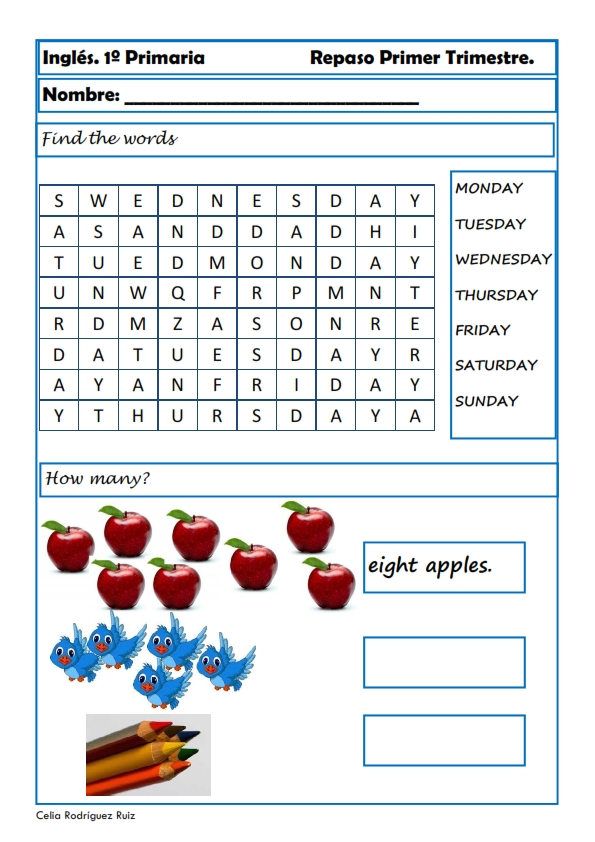 Inglés. 1º Primaria Repaso Primer Trimestre.
Nombre: ________________________________
Find the words
S W E D N E S D A Y
A S A N D D A D H I
T U E D M O N D A Y
U N W Q F R P M N T
R D M Z A S O N R E
D A T U E S D A Y R
A Y A N F R I D A Y
Y T H U R S D A Y A
MONDAY
TUESDAY
WEDNESDAY
THURSDAY
FRIDAY
SATURDAY
SUNDAY
How many?
eight apples.
Celia Rodríguez Ruiz